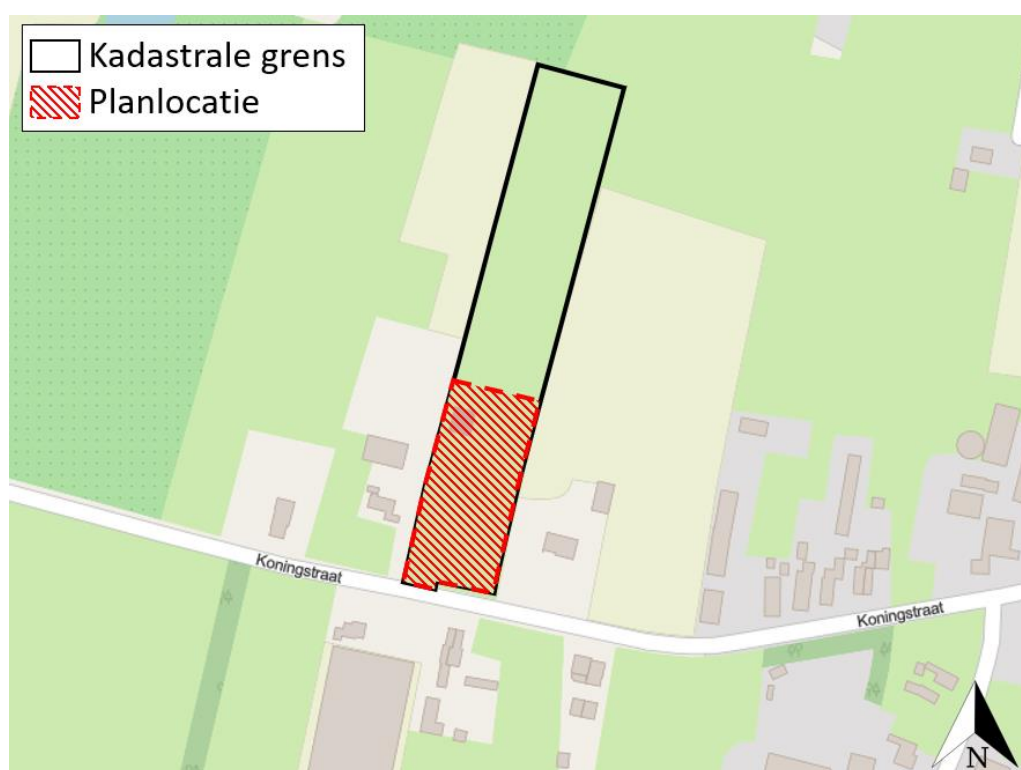 Kadastrale grens
Planlocatie
Koningstraat
Koningstraat
N